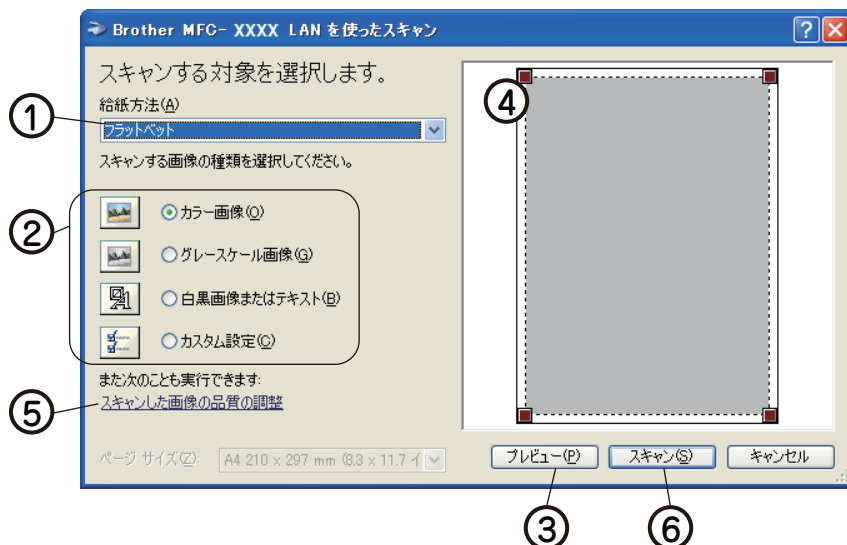 Brother MFC- XXXX LAN を使ったスキャン
スキャンする対象を選択します。
給紙方法(A)
①
フラットベット
④
スキャンする画像の種類を選択してください。
②
カラー画像(O)
グレースケール画像(G)
白黒画像またはテキスト(B)
カスタム設定(C)
また次のことも実行できます:
⑤
スキャンした画像の品質の調整
ページ サイズ(Z):
A4 210 x 297 mm (8.3 x 11.7 イ
プレビュー(P)
スキャン(S)
キャンセル
③
⑥